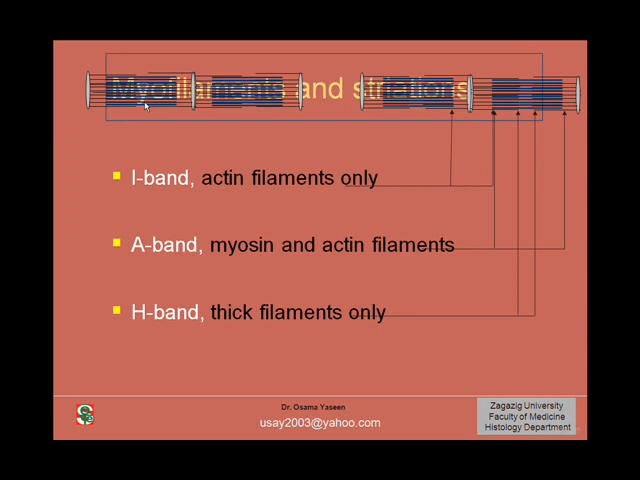 Myofilaments and striations
I-band, actin filaments only
A-band, myosin and actin filaments
H-band, thick filaments only
Dr. Osama Yaseen
usay2003@yahoo.com
Zagazig University
Faculty of Medicine
Histology Department